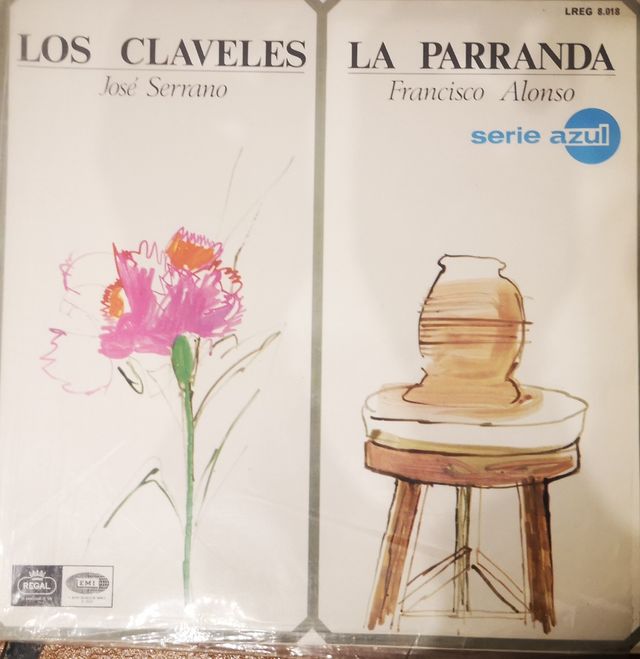 LREG 8.018
LOS CLAVELES
José Serrano
LA PARRANDA
Francisco Alonso
serie azul
REGAL
EMI